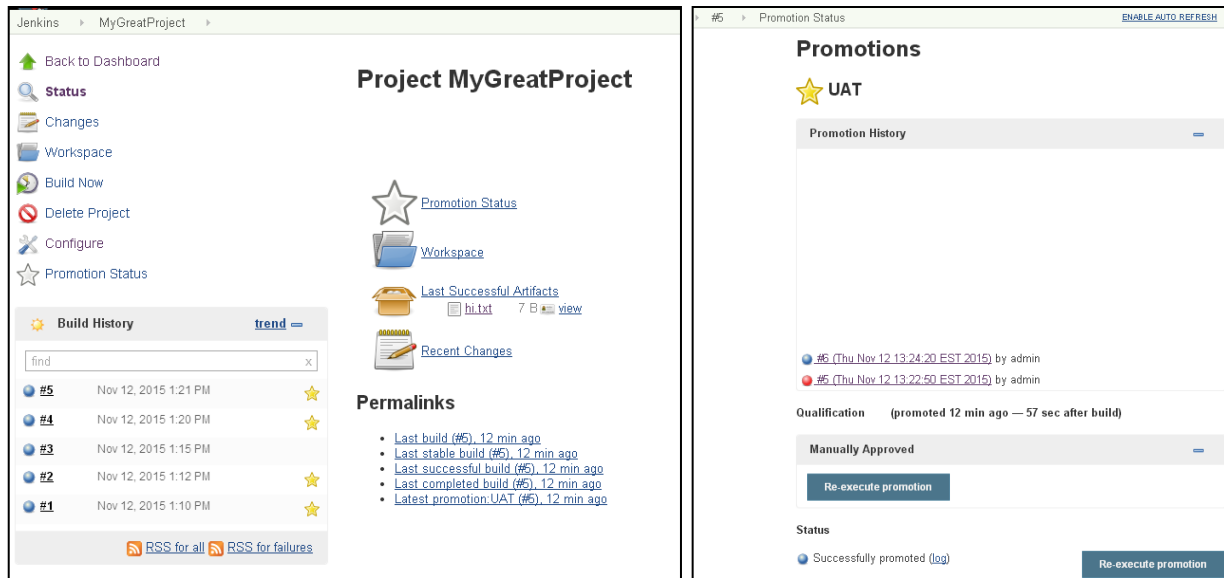 Jenkins MyGreatProject
Back to Dashboard
Status
Changes
Workspace
Build Now
Delete Project
Configure
Promotion Status
Build History trend
find x
#5 Nov 12, 2015 1:21 PM
#4 Nov 12, 2015 1:20 PM
#3 Nov 12, 2015 1:15 PM
#2 Nov 12, 2015 1:12 PM
#1 Nov 12, 2015 1:10 PM
RSS for all RSS for failures
Project MyGreatProject
Promotion Status
Workspace
Last Successful Artifacts
hi.txt 7 B view
Recent Changes
Permalinks
Last build (#5), 12 min ago
Last stable build (#5), 12 min ago
Last successful build (#5), 12 min ago
Last completed build (#5), 12 min ago
Latest promotion:UAT (#5), 12 min ago
#5 Promotion Status ENABLE AUTO REFRESH
Promotions
UAT
Promotion History
#6 (Thu Nov 12 13:24:20 EST 2015) by admin
#5 (Thu Nov 12 13:22:50 EST 2015) by admin
Qualification (promoted 12 min ago — 57 sec after build)
Manually Approved
Re-execute promotion
Status
Successfully promoted (log)
Re-execute promotion